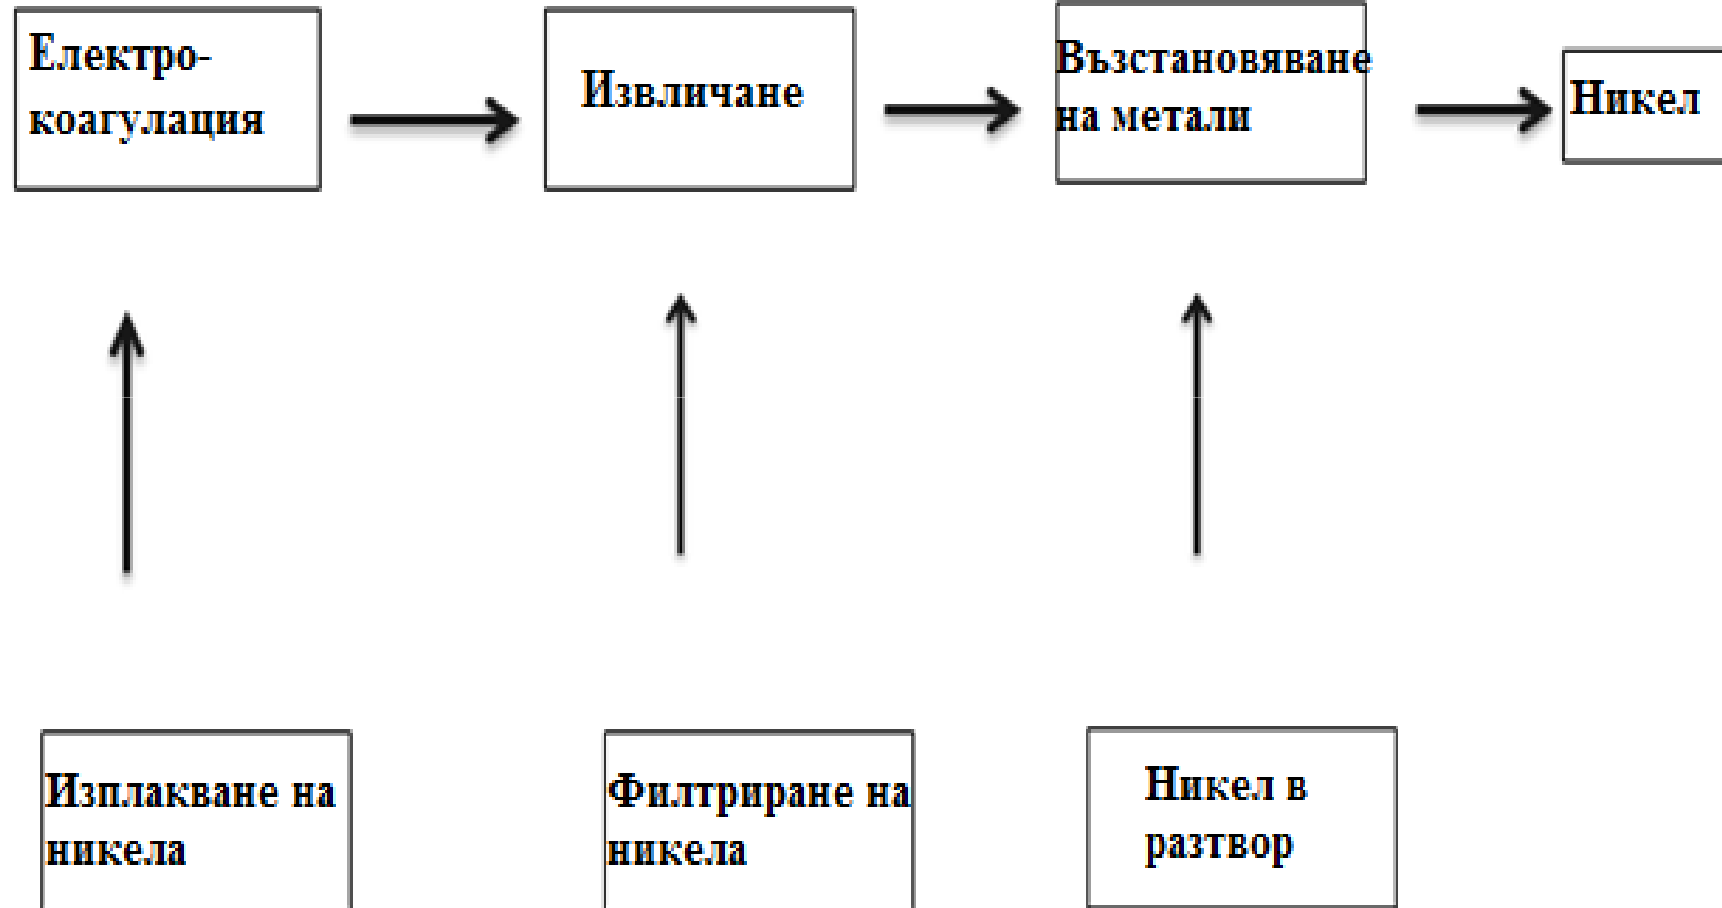 Електро-
коагулация
Извличане
Възстановяване
на метали
Никел
Изплакване на
никела
Филтриране на
никела
Никел в
разтвор